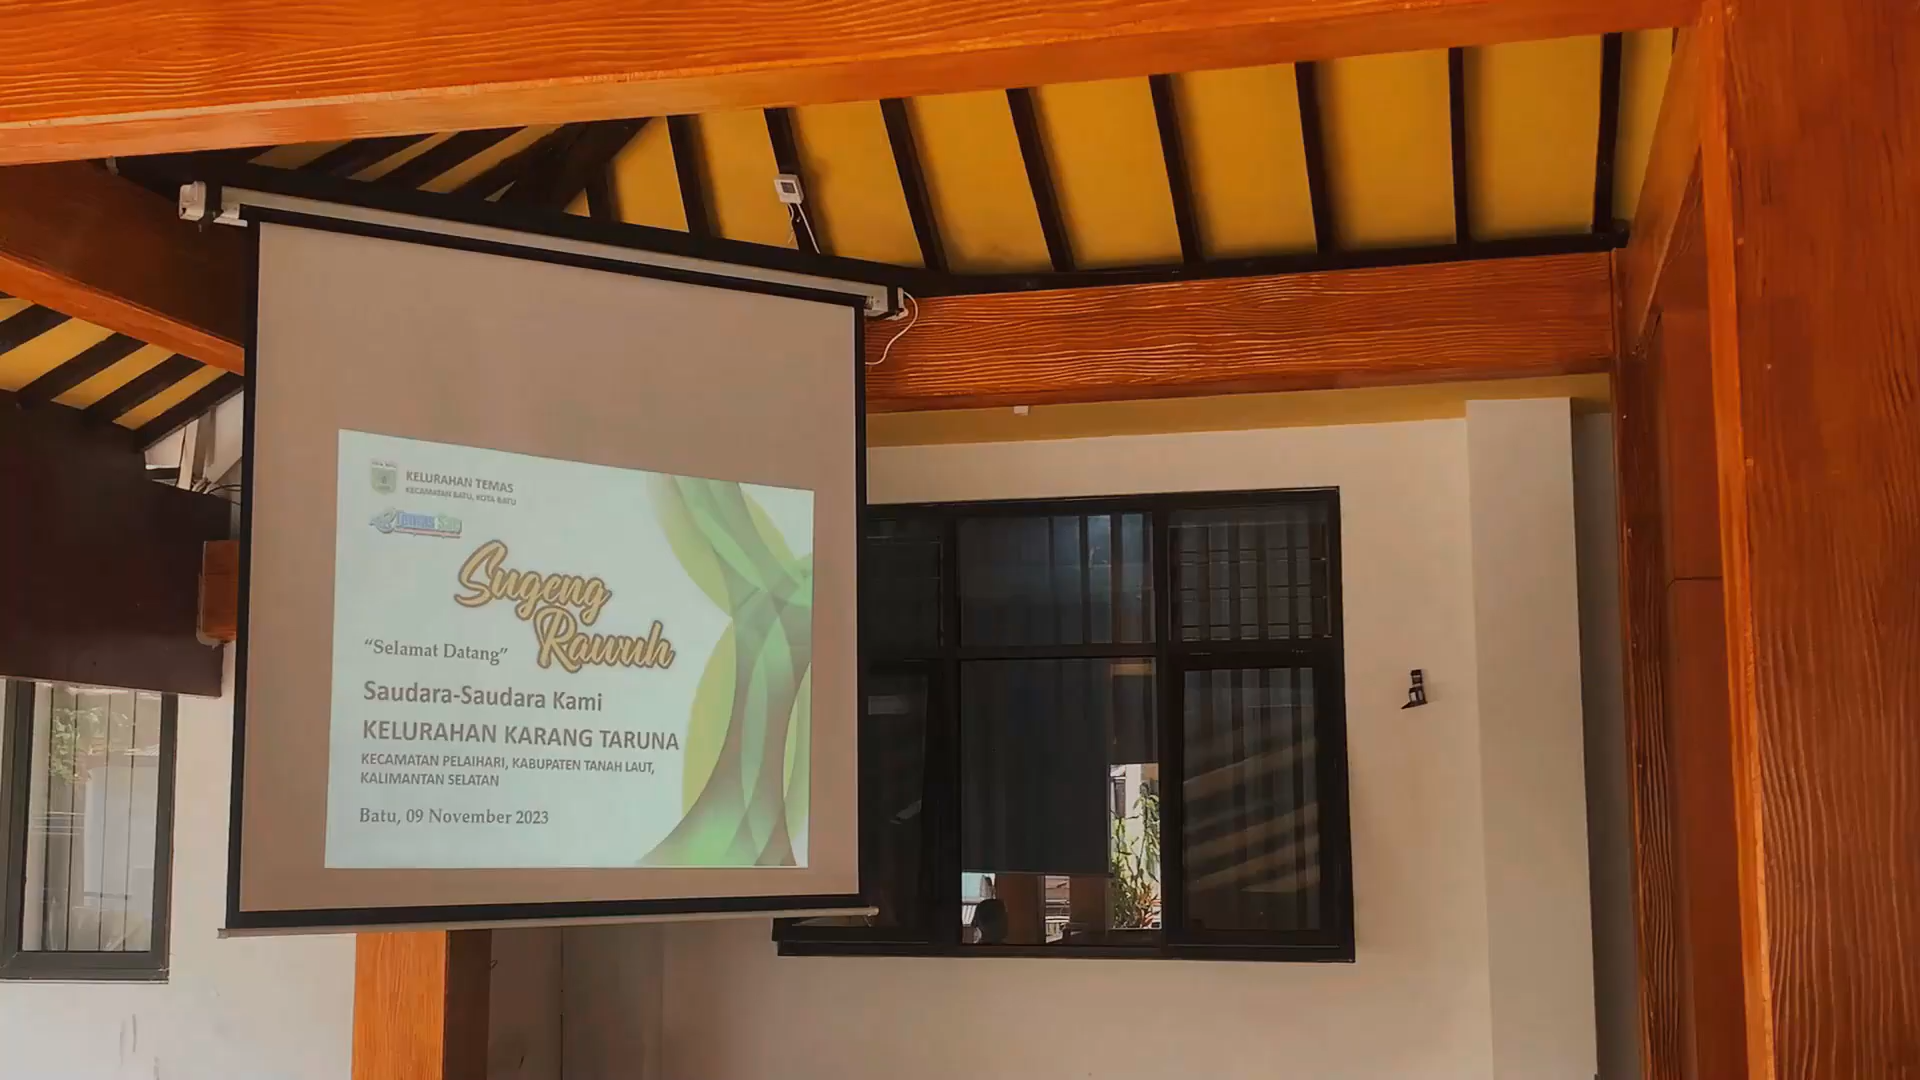 KELURAHAN TEMAS
KECAMATAN BATU, KOTA BATU
Sugeng
Rawuh
“Selamat Datang”
Saudara-Saudara Kami
KELURAHAN KARANG TARUNA
KECAMATAN PELAIHARI, KABUPATEN TANAH LAUT,
KALIMANTAN SELATAN
Batu, 09 November 2023